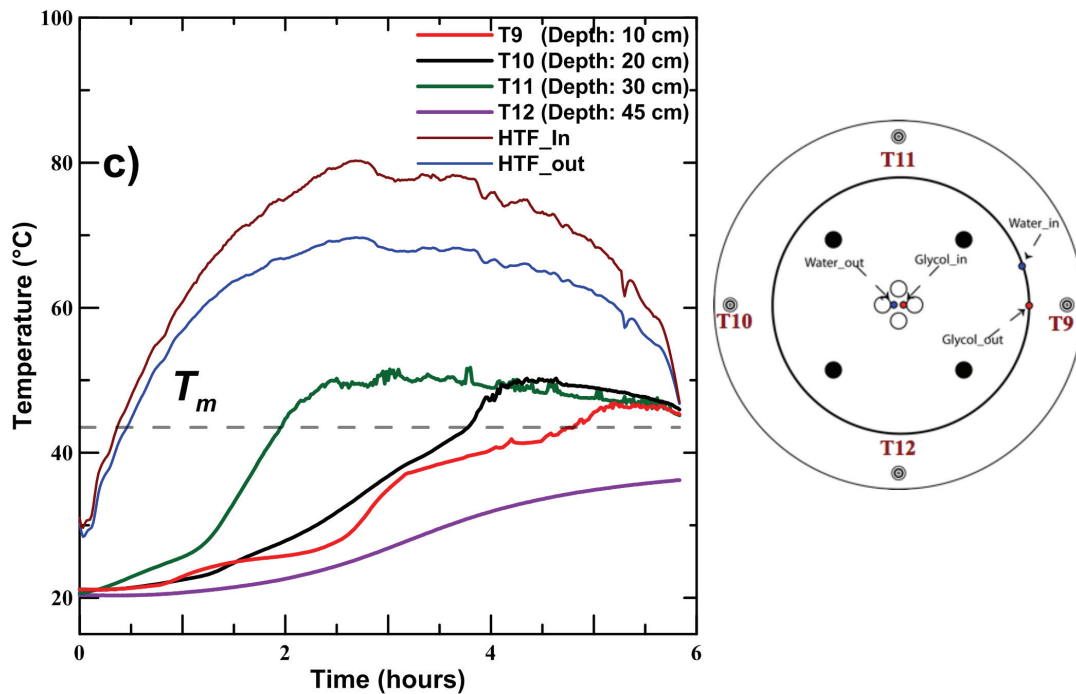 100
80
60
40
20
Temperature (°C)
c)
T9 (Depth: 10 cm)
T10 (Depth: 20 cm)
T11 (Depth: 30 cm)
T12 (Depth: 45 cm)
HTF_In
HTF_out
Tm
0
2
4
6
Time (hours)
T11
Water_in
Water_out
Glycol_in
T10
T9
Glycol_out
T12